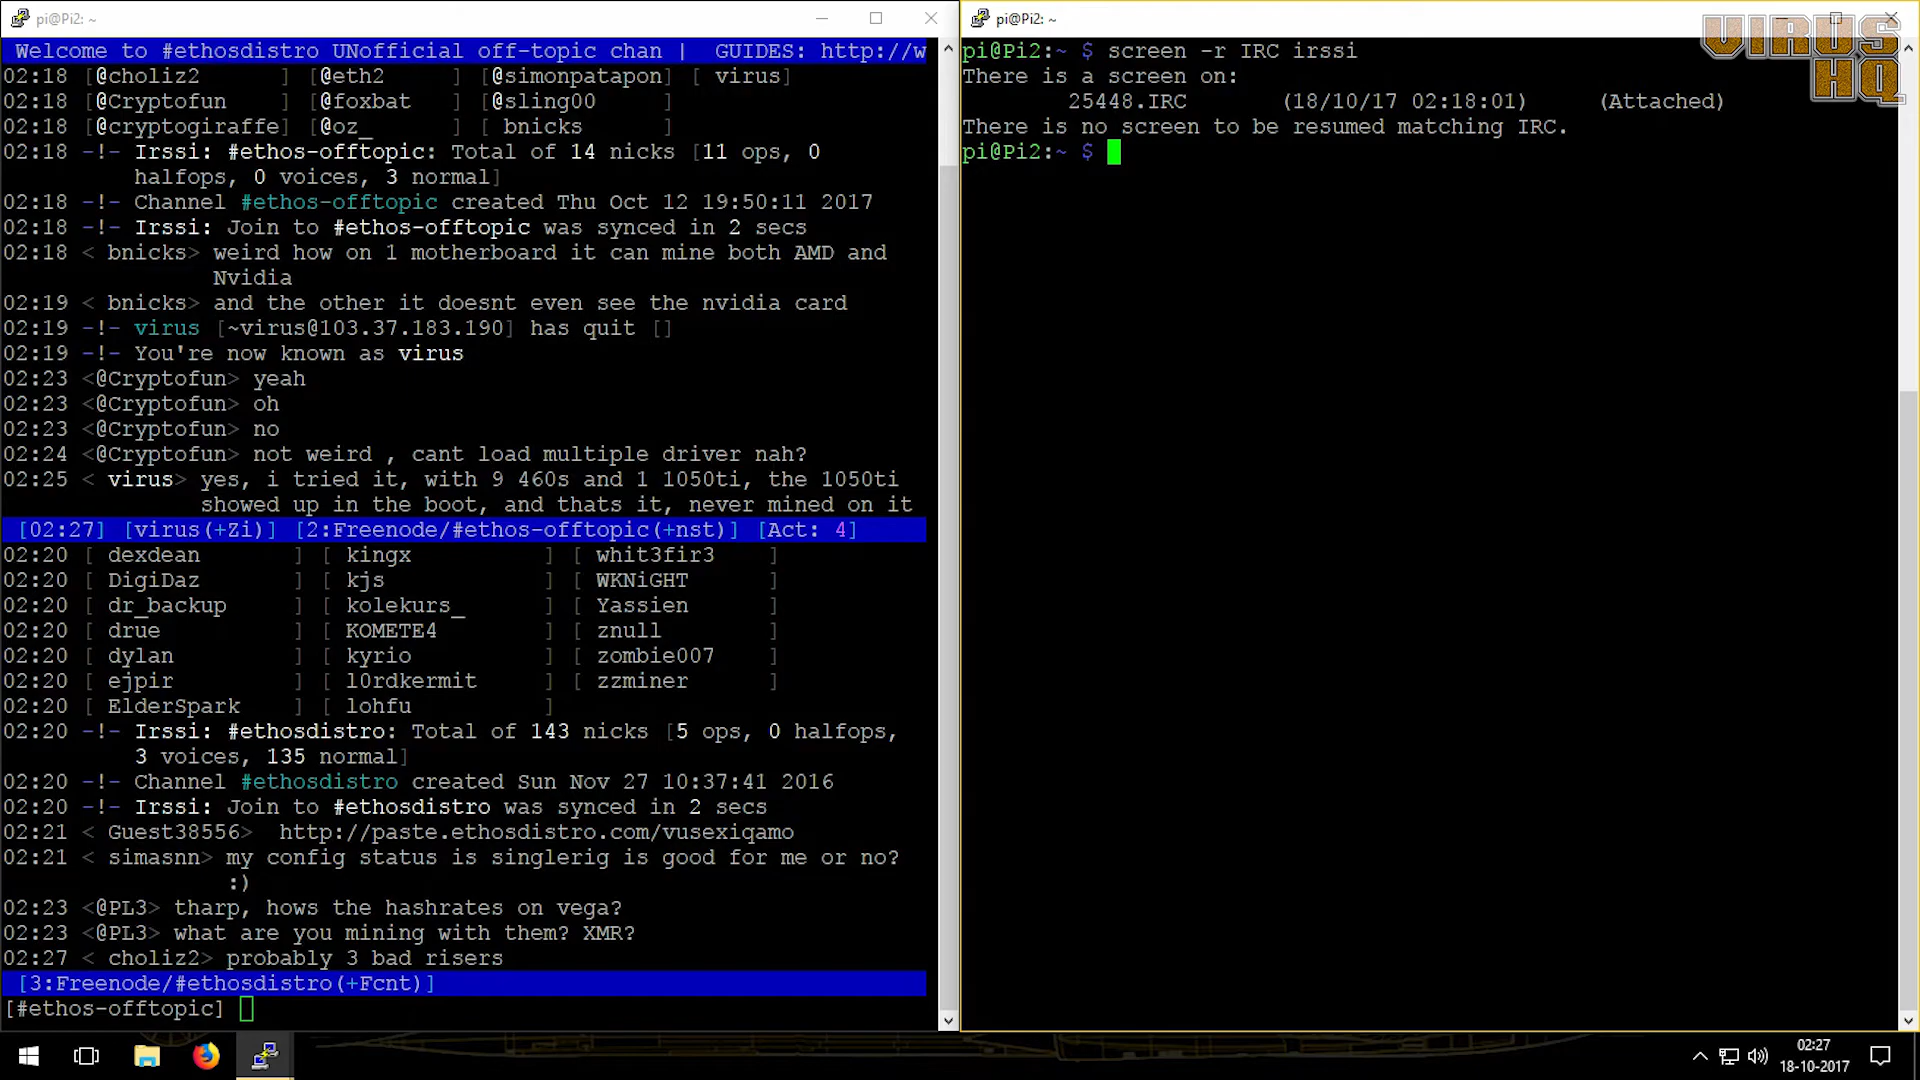 pi@Pi2: ~
Welcome to #ethosdistro UNofficial off-topic chan |  GUIDES: http://w
02:18 [@choliz2      ] [@eth2     ] [@simonpatapon] [ virus]
02:18 [@Cryptofun    ] [@foxbat   ] [@sling00     ]
02:18 [@cryptogiraffe] [@oz_      ] [ bnicks      ]
02:18 -!- Irssi: #ethos-offtopic: Total of 14 nicks [11 ops, 0
halfops, 0 voices, 3 normal]
02:18 -!- Channel #ethos-offtopic created Thu Oct 12 19:50:11 2017
02:18 -!- Irssi: Join to #ethos-offtopic was synced in 2 secs
02:18 < bnicks> weird how on 1 motherboard it can mine both AMD and
Nvidia
02:19 < bnicks> and the other it doesnt even see the nvidia card
02:19 -!- virus [~virus@103.37.183.190] has quit []
02:19 -!- You're now known as virus
02:23 <@Cryptofun> yeah
02:23 <@Cryptofun> oh
02:23 <@Cryptofun> no
02:24 <@Cryptofun> not weird , cant load multiple driver nah?
02:25 < virus> yes, i tried it, with 9 460s and 1 1050ti, the 1050ti
showed up in the boot, and thats it, never mined on it
[02:27] [virus(+Zi)] [2:Freenode/#ethos-offtopic(+nst)] [Act: 4]
02:20 [ dexdean      ] [ kingx        ] [ whit3fir3    ]
02:20 [ DigiDaz      ] [ kjs          ] [ WKNiGHT      ]
02:20 [ dr_backup    ] [ kolekurs_    ] [ Yassien      ]
02:20 [ drue         ] [ KOMETE4      ] [ znull        ]
02:20 [ dylan        ] [ kyrio        ] [ zombie007    ]
02:20 [ ejpir        ] [ l0rdkermit   ] [ zzminer      ]
02:20 [ ElderSpark   ] [ lohfu        ]
02:20 -!- Irssi: #ethosdistro: Total of 143 nicks [5 ops, 0 halfops,
3 voices, 135 normal]
02:20 -!- Channel #ethosdistro created Sun Nov 27 10:37:41 2016
02:20 -!- Irssi: Join to #ethosdistro was synced in 2 secs
02:21 < Guest38556>  http://paste.ethosdistro.com/vusexiqamo
02:21 < simasnn> my config status is singlerig is good for me or no?
:)
02:23 <@PL3> tharp, hows the hashrates on vega?
02:23 <@PL3> what are you mining with them? XMR?
02:27 < choliz2> probably 3 bad risers
[3:Freenode/#ethosdistro(+Fcnt)]
[#ethos-offtopic]
pi@Pi2: ~
VIRUS
HQ
pi@Pi2:~ $ screen -r IRC irssi
There is a screen on:
25448.IRC       (18/10/17 02:18:01)     (Attached)
There is no screen to be resumed matching IRC.
pi@Pi2:~ $
02:27
18-10-2017